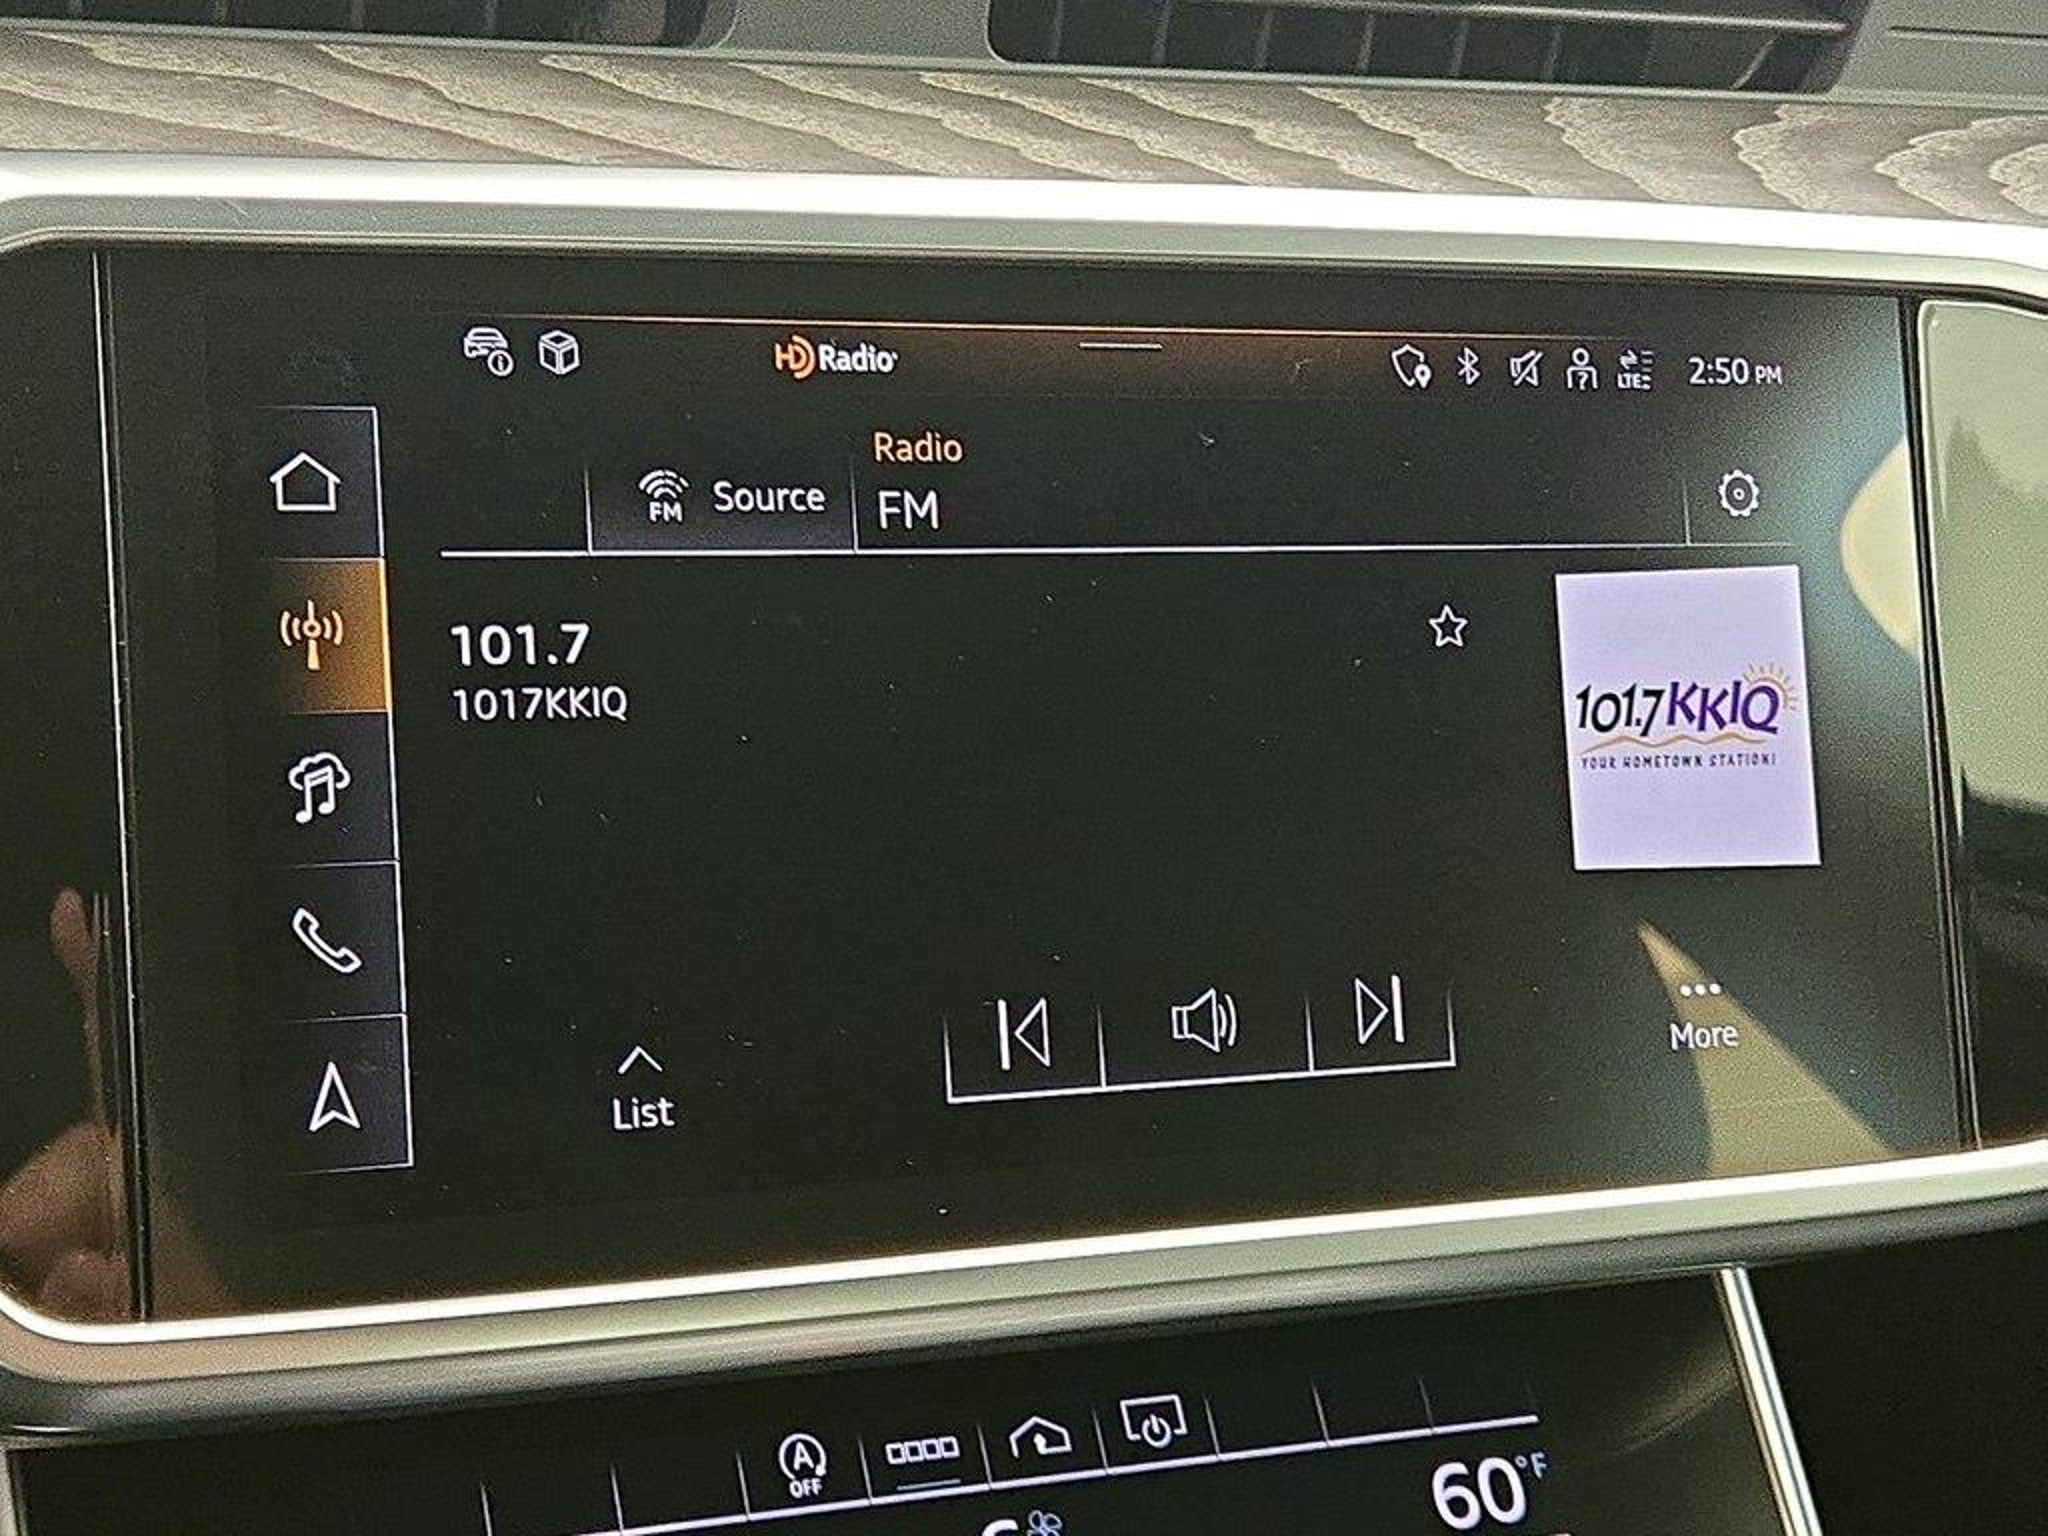 HD Radio
LTE
2:50 PM
Radio
FM
Source
FM
101.7
1017KKIQ
101.7KKIQ
YOUR HOMETOWN STATION!
More
List
A
OFF
60°F